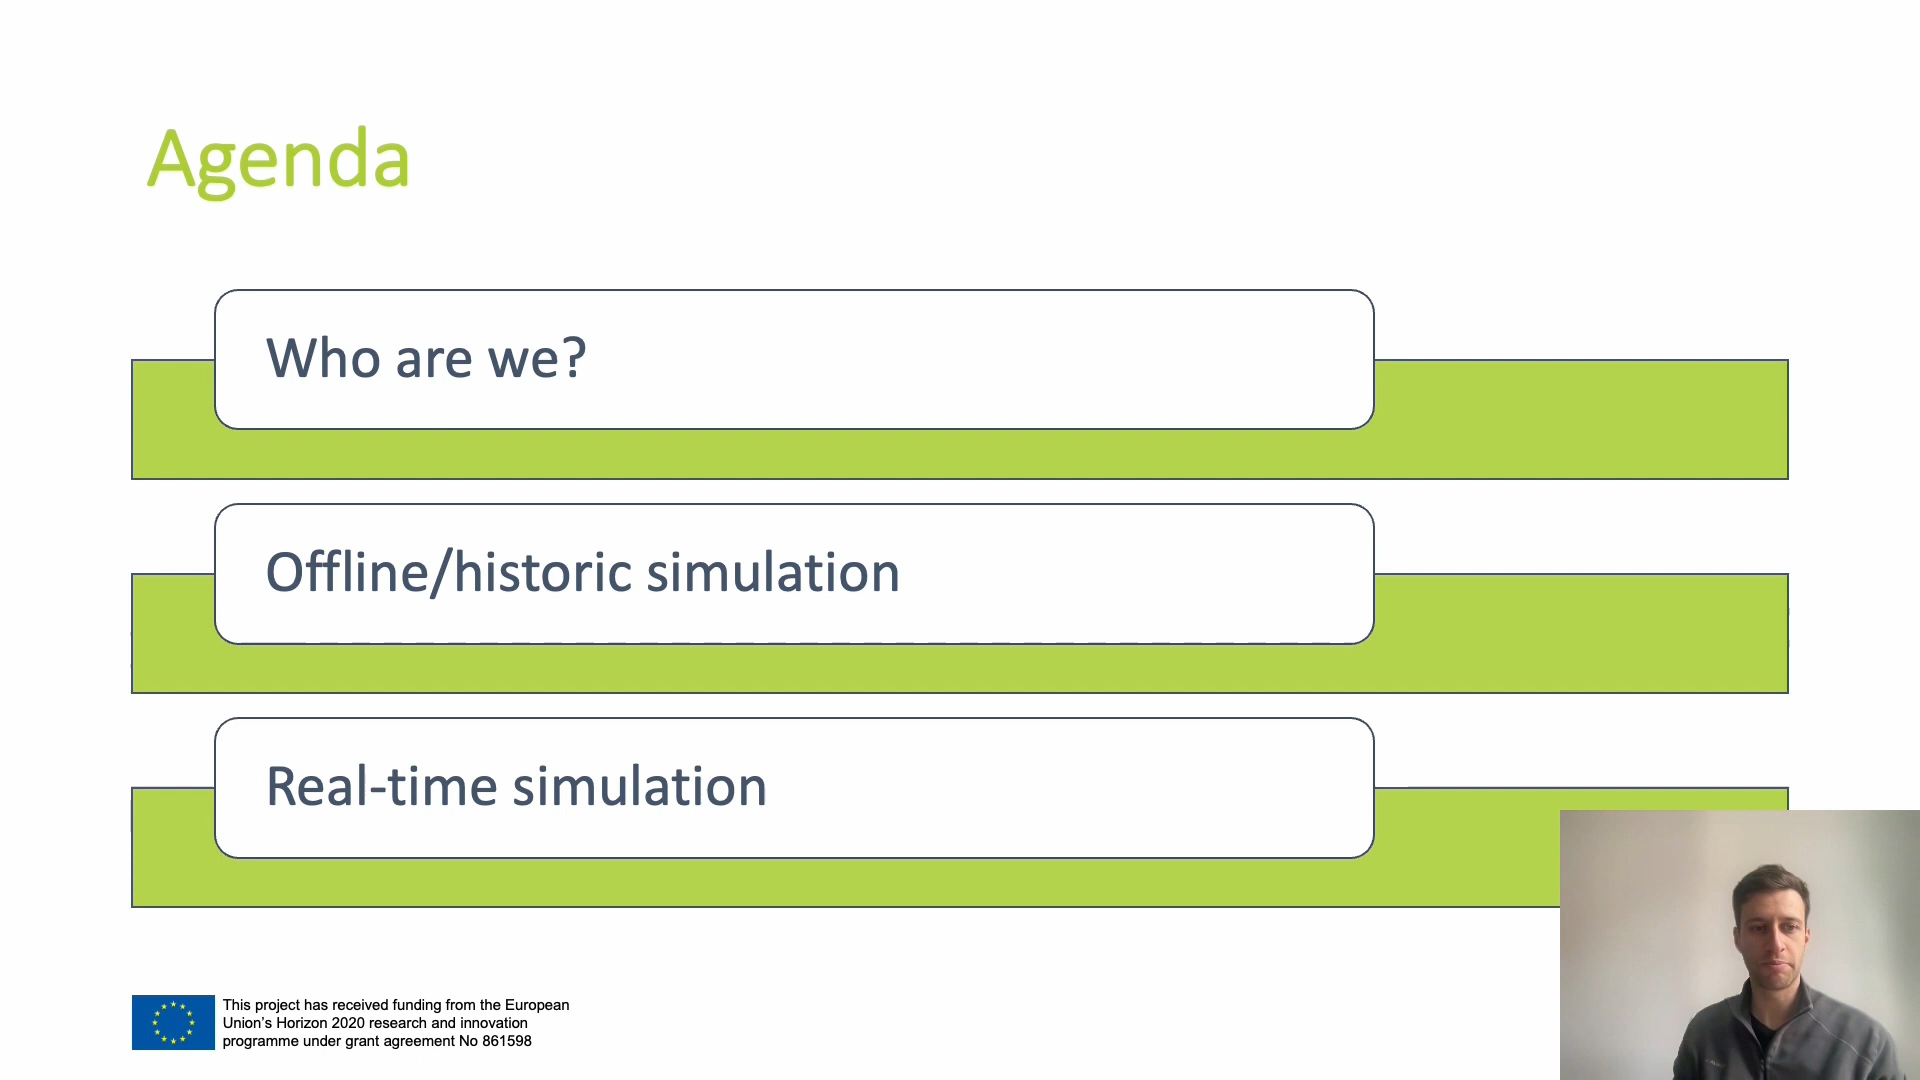 Agenda
Who are we?
Offline/historic simulation
Real-time simulation
This project has received funding from the European
Union's Horizon 2020 research and innovation
programme under grant agreement No 861598